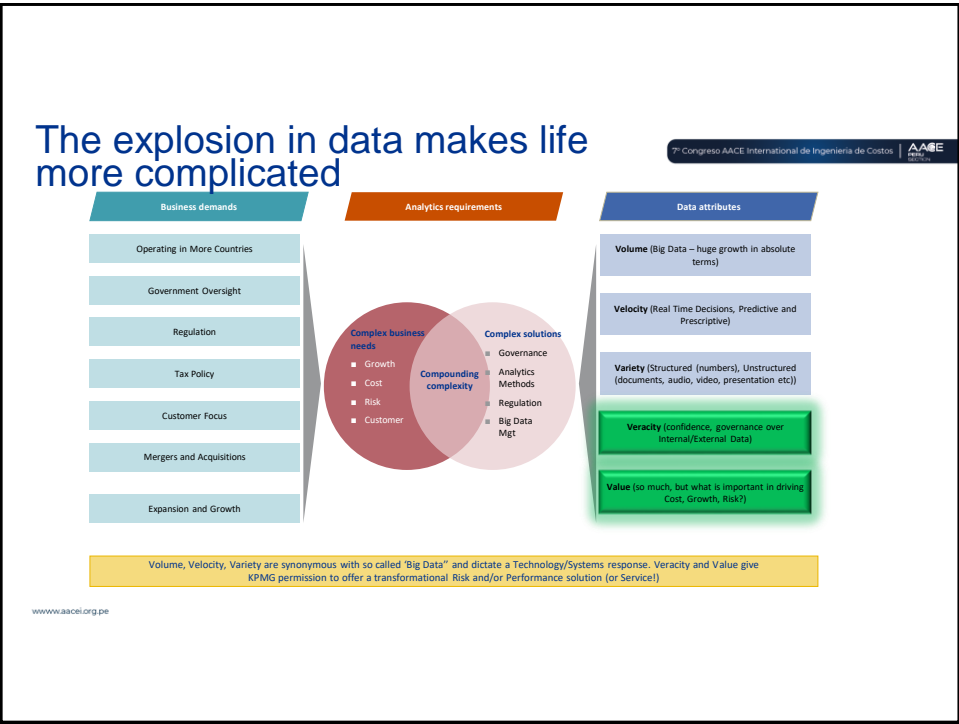 The explosion in data makes life
more complicated
7º Congreso AACE International de Ingenieria de Costos
AACE
PERU
SECTION
Business demands
Operating in More Countries
Government Oversight
Regulation
Tax Policy
Customer Focus
Mergers and Acquisitions
Expansion and Growth
Analytics requirements
Complex business
needs
■ Growth
■ Cost
■ Risk
■ Customer
Compounding
complexity
Complex solutions
■ Governance
■ Analytics
Methods
■ Regulation
■ Big Data
Mgt
Data attributes
Volume (Big Data – huge growth in absolute
terms)
Velocity (Real Time Decisions, Predictive and
Prescriptive)
Variety (Structured (numbers), Unstructured
(documents, audio, video, presentation etc))
Veracity (confidence, governance over
Internal/External Data)
Value (so much, but what is important in driving
Cost, Growth, Risk?)
Volume, Velocity, Variety are synonymous with so called ‘Big Data’’ and dictate a Technology/Systems response. Veracity and Value give
KPMG permission to offer a transformational Risk and/or Performance solution (or Service!)
wwww.aacei.org.pe